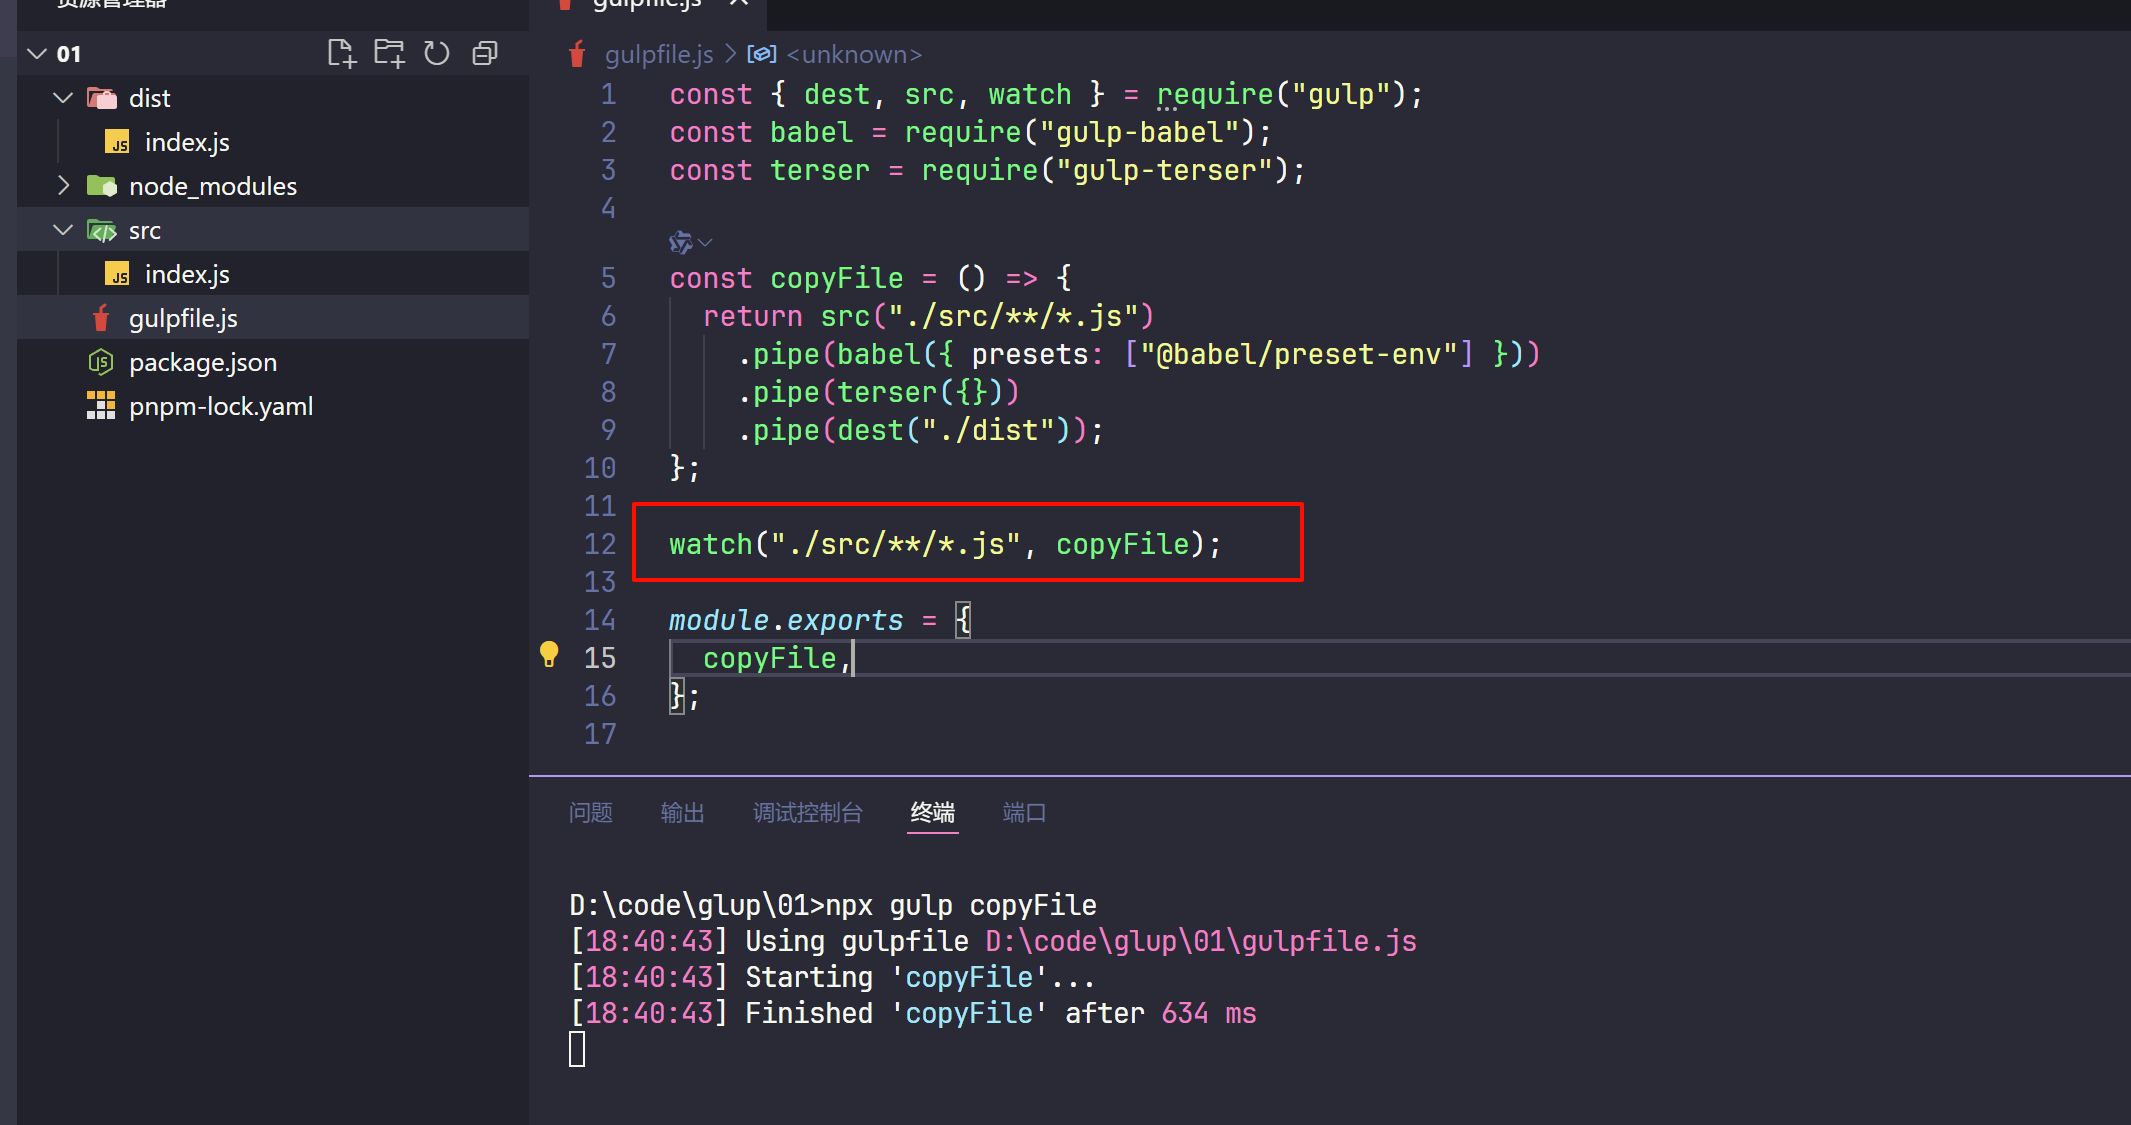 资源管理器
01
dist
index.js
node_modules
src
index.js
gulpfile.js
package.json
pnpm-lock.yaml
gulpfile.js
gulpfile.js > <unknown>
1 const { dest, src, watch } = require("gulp");
2 const babel = require("gulp-babel");
3 const terser = require("gulp-terser");
4
5 const copyFile = () => {
6 return src("./src/**/*.js")
7 .pipe(babel({ presets: ["@babel/preset-env"] }))
8 .pipe(terser({}))
9 .pipe(dest("./dist"));
10 };
11
12 watch("./src/**/*.js", copyFile);
13
14 module.exports = {
15 copyFile,
16 };
17
问题 输出 调试控制台 终端 端口
D:\code\glup\01>npx gulp copyFile
[18:40:43] Using gulpfile D:\code\glup\01\gulpfile.js
[18:40:43] Starting 'copyFile'...
[18:40:43] Finished 'copyFile' after 634 ms